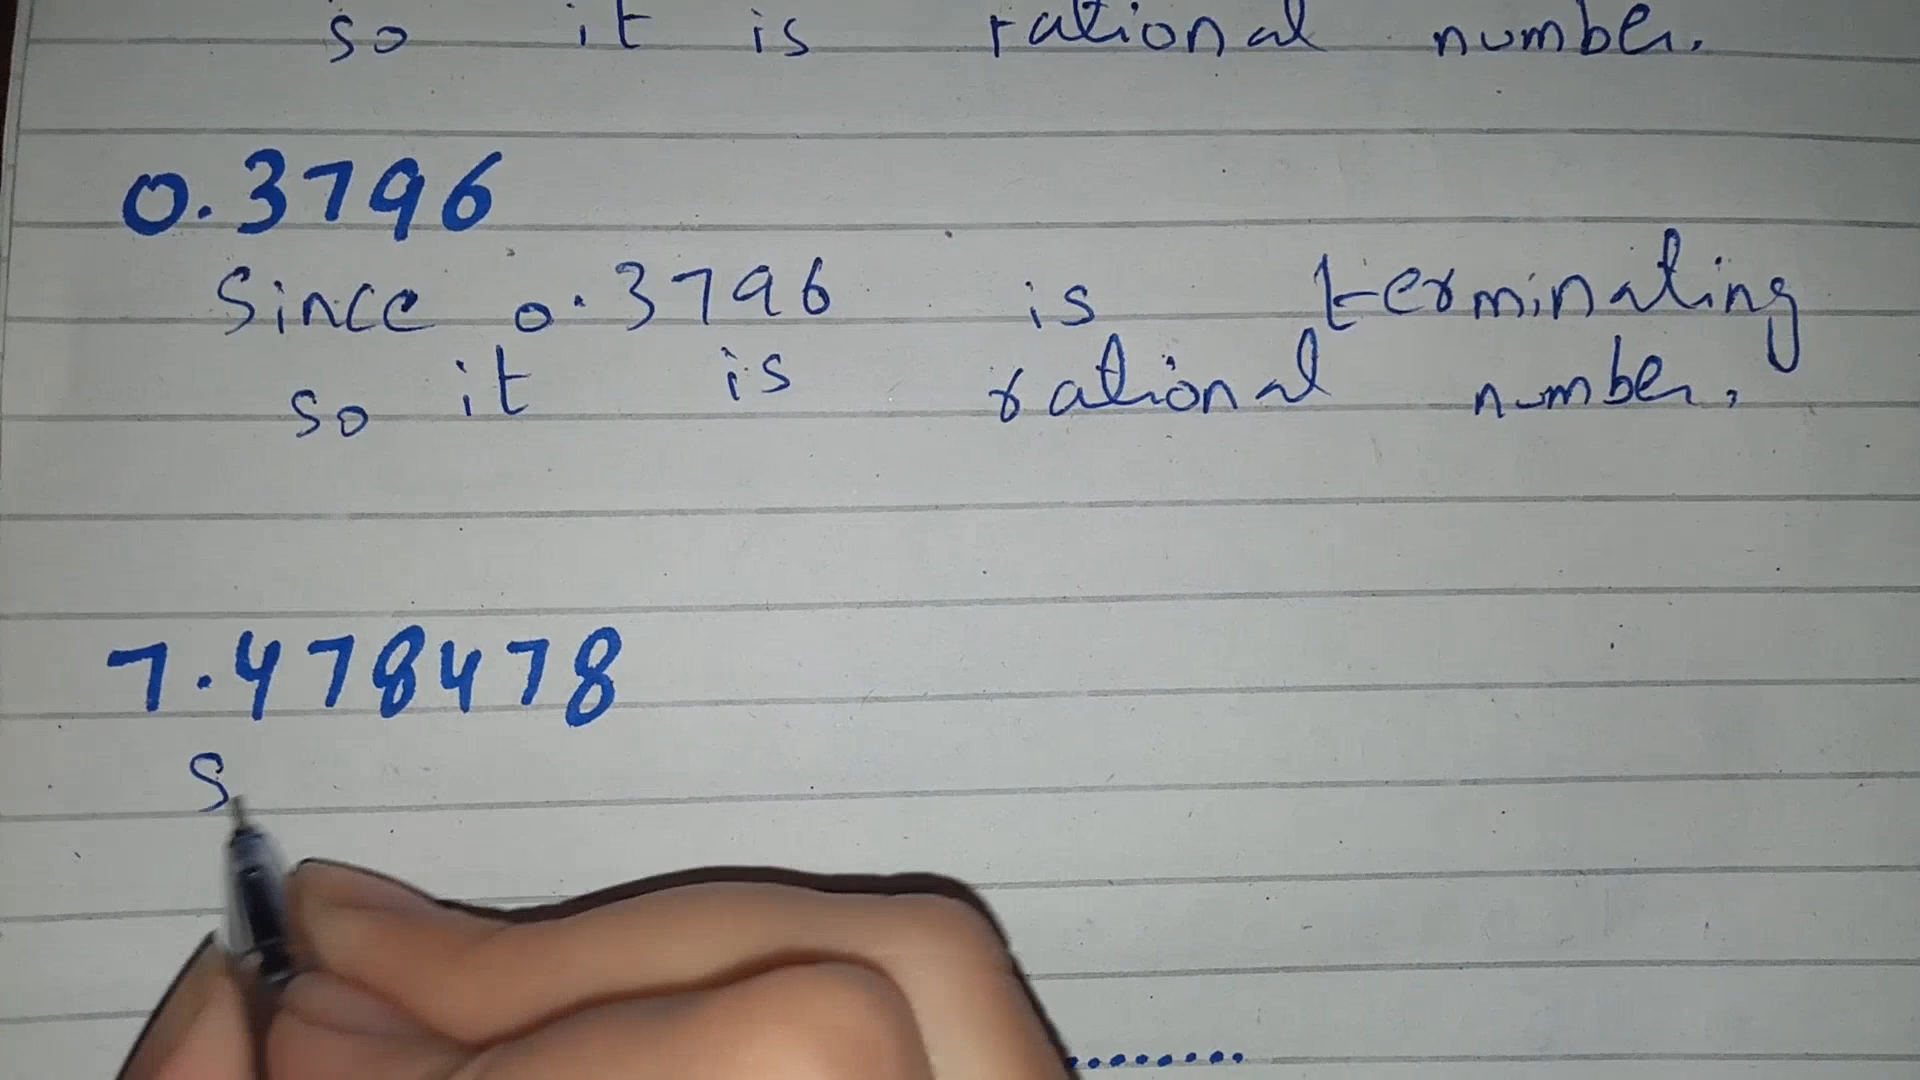 so it is rational number.
0.3796
Since 0.3796 is terminating
so it is rational number.
7.478478
S
........